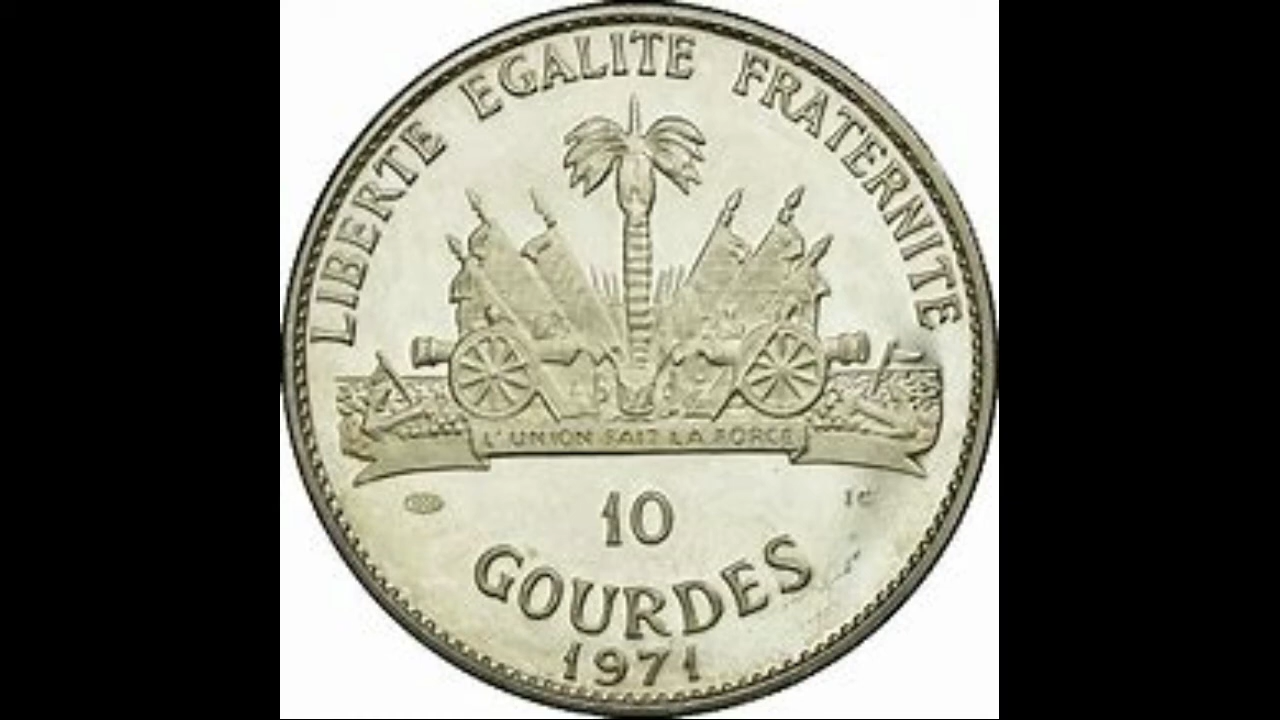 LIBERTE EGALITE FRATERNITE
L'UNION FAIT LA FORCE
10
GOURDES
1971